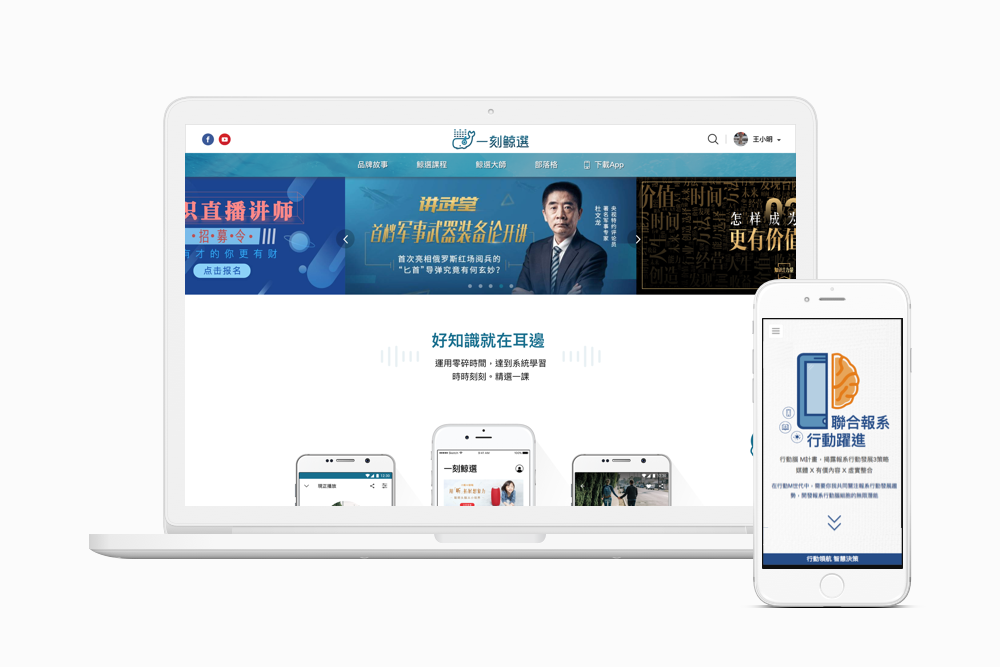 一刻鯨選
王小明
品牌故事 鯨選課程 鯨選大師 部落格 下載App
识直播讲师
·招·募·令·
有才的你更有财
点击报名
讲武堂
首档军事武器装备论开讲
首次亮相俄罗斯红场阅兵的
“匕首”导弹究竟有何玄妙?
央视特约评论员
著名军事专家
杜文龙
价值
时间
怎样成为
更有价值
好知識就在耳邊
運用零碎時間，達到系統學習
時時刻刻。精選一課
現正播放
一刻鯨選
聯合報系
行動躍進
行動腦 M計畫，揭露報系行動發展3策略
媒體 X 有價內容 X 虛實整合
在行動M世代中，需要你我共同關注報系行動發展趨
勢，開發報系行動腦細胞的無限潛能
行動領航 智慧決策